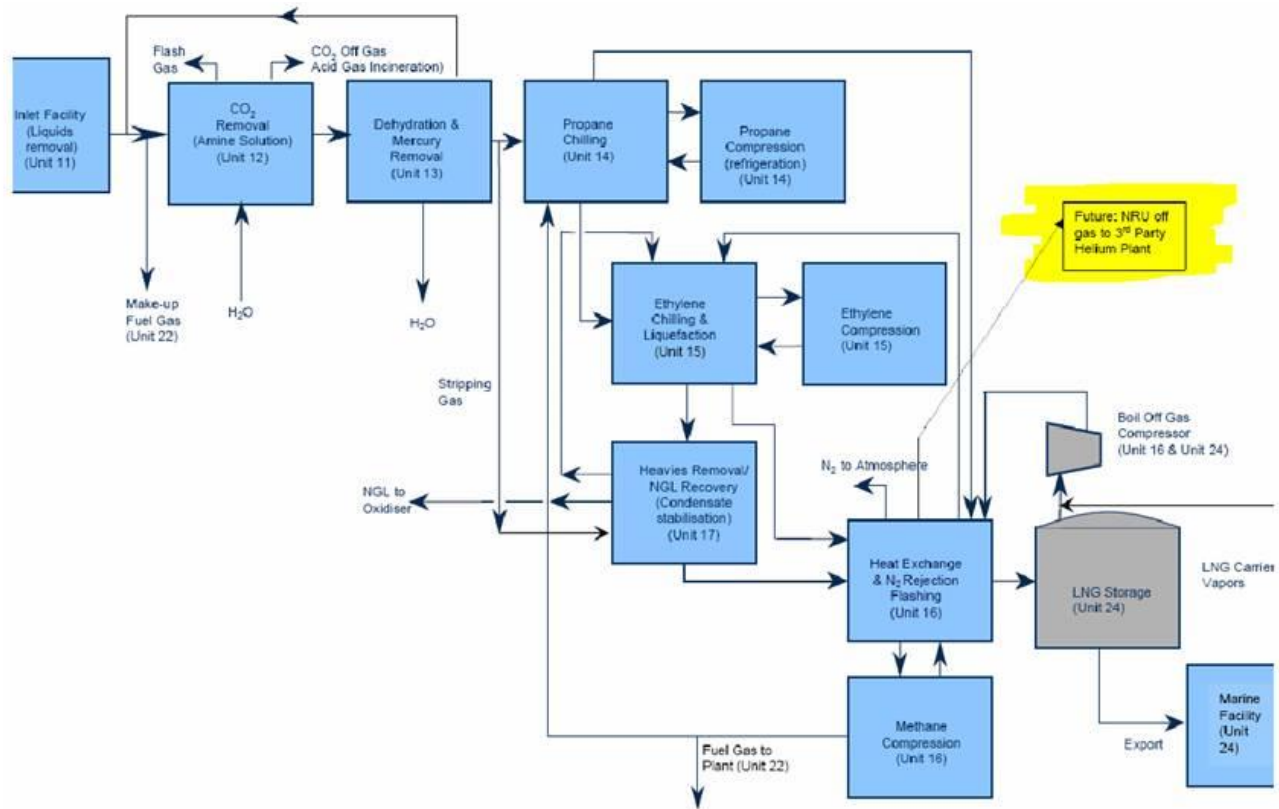 Flash
Gas
CO2 Off Gas
Acid Gas Incineration)
Inlet Facility
(Liquids
removal)
(Unit 11)
CO2
Removal
(Amine Solution)
(Unit 12)
Dehydration &
Mercury
Removal
(Unit 13)
Propane
Chilling
(Unit 14)
Propane
Compression
(refrigeration)
(Unit 14)
Future: NRU off
gas to 3rd Party
Helium Plant
Make-up
Fuel Gas
(Unit 22)
H2O
H2O
Ethylene
Chilling &
Liquefaction
(Unit 15)
Ethylene
Compression
(Unit 15)
Stripping
Gas
Boil Off Gas
Compressor
(Unit 16 & Unit 24)
NGL to
Oxidiser
Heavies Removal/
NGL Recovery
(Condensate
stabilisation)
(Unit 17)
N2 to Atmosphere
Heat Exchange
& N2 Rejection
Flashing
(Unit 16)
LNG Storage
(Unit 24)
LNG Carrier
Vapors
Methane
Compression
(Unit 16)
Marine
Facility
(Unit
24)
Export
Fuel Gas to
Plant (Unit 22)